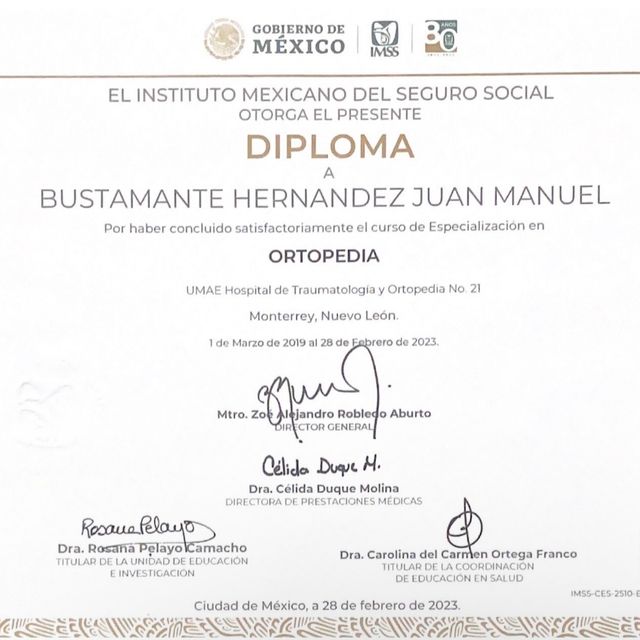 GOBIERNO DE
MÉXICO
IMSS
80
AÑOS
EL INSTITUTO MEXICANO DEL SEGURO SOCIAL
OTORGA EL PRESENTE
DIPLOMA
A
BUSTAMANTE HERNANDEZ JUAN MANUEL
Por haber concluido satisfactoriamente el curso de Especialización en
ORTOPEDIA
UMAE Hospital de Traumatología y Ortopedia No. 21
Monterrey, Nuevo León.
1 de Marzo de 2019 al 28 de Febrero de 2023.
Mtro. Zoé Alejandro Robledo Aburto
DIRECTOR GENERAL
Célida Duque M.
Dra. Célida Duque Molina
DIRECTORA DE PRESTACIONES MÉDICAS
Rosana Pelayo
Dra. Rosana Pelayo Camacho
TITULAR DE LA UNIDAD DE EDUCACIÓN
E INVESTIGACIÓN
Dra. Carolina del Carmen Ortega Franco
TITULAR DE LA COORDINACIÓN
DE EDUCACIÓN EN SALUD
IMSS-CES-2510-E
Ciudad de México, a 28 de febrero de 2023.